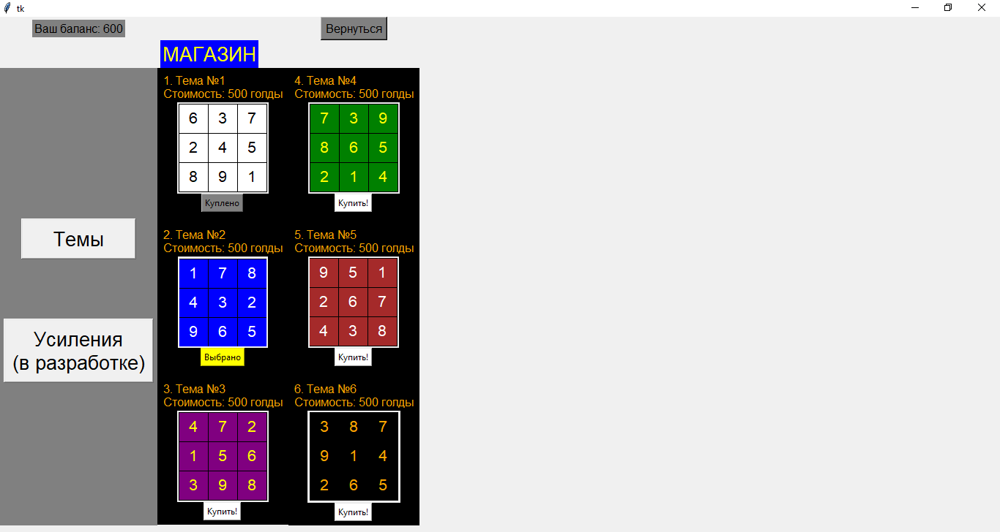 tk
Ваш баланс: 600
Вернуться
МАГАЗИН
Темы
Усиления
(в разработке)
1. Тема №1
Стоимость: 500 голды
6 3 7
2 4 5
8 9 1
Куплено
2. Тема №2
Стоимость: 500 голды
1 7 8
4 3 2
9 6 5
Выбрано
3. Тема №3
Стоимость: 500 голды
4 7 2
1 5 6
3 9 8
Купить!
4. Тема №4
Стоимость: 500 голды
7 3 9
8 6 5
2 1 4
Купить!
5. Тема №5
Стоимость: 500 голды
9 5 1
2 6 7
4 3 8
Купить!
6. Тема №6
Стоимость: 500 голды
3 8 7
9 1 4
2 6 5
Купить!